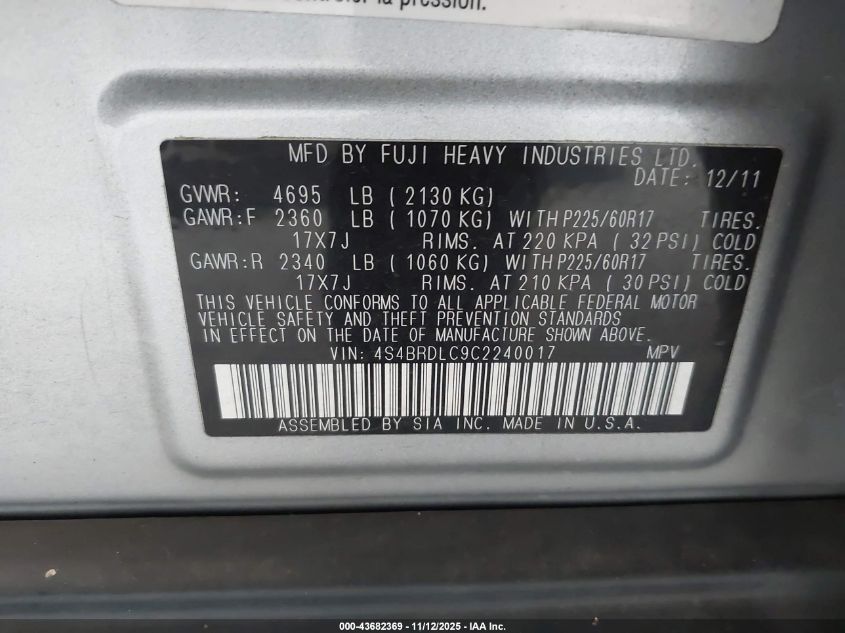 la pression.
MFD BY FUJI HEAVY INDUSTRIES LTD.
DATE: 12/11
GVWR: 4695 LB ( 2130 KG)
GAWR:F 2360 LB ( 1070 KG) WITH P225/60R17 TIRES.
17X7J RIMS. AT 220 KPA ( 32 PSI) COLD
GAWR:R 2340 LB ( 1060 KG) WITH P225/60R17 TIRES.
17X7J RIMS. AT 210 KPA ( 30 PSI) COLD
THIS VEHICLE CONFORMS TO ALL APPLICABLE FEDERAL MOTOR
VEHICLE SAFETY AND THEFT PREVENTION STANDARDS
IN EFFECT ON THE DATE OF MANUFACTURE SHOWN ABOVE.
VIN: 4S4BRDLC9C2240017 MPV
ASSEMBLED BY SIA INC. MADE IN U.S.A.
000-43682369 - 11/12/2025 - IAA Inc.